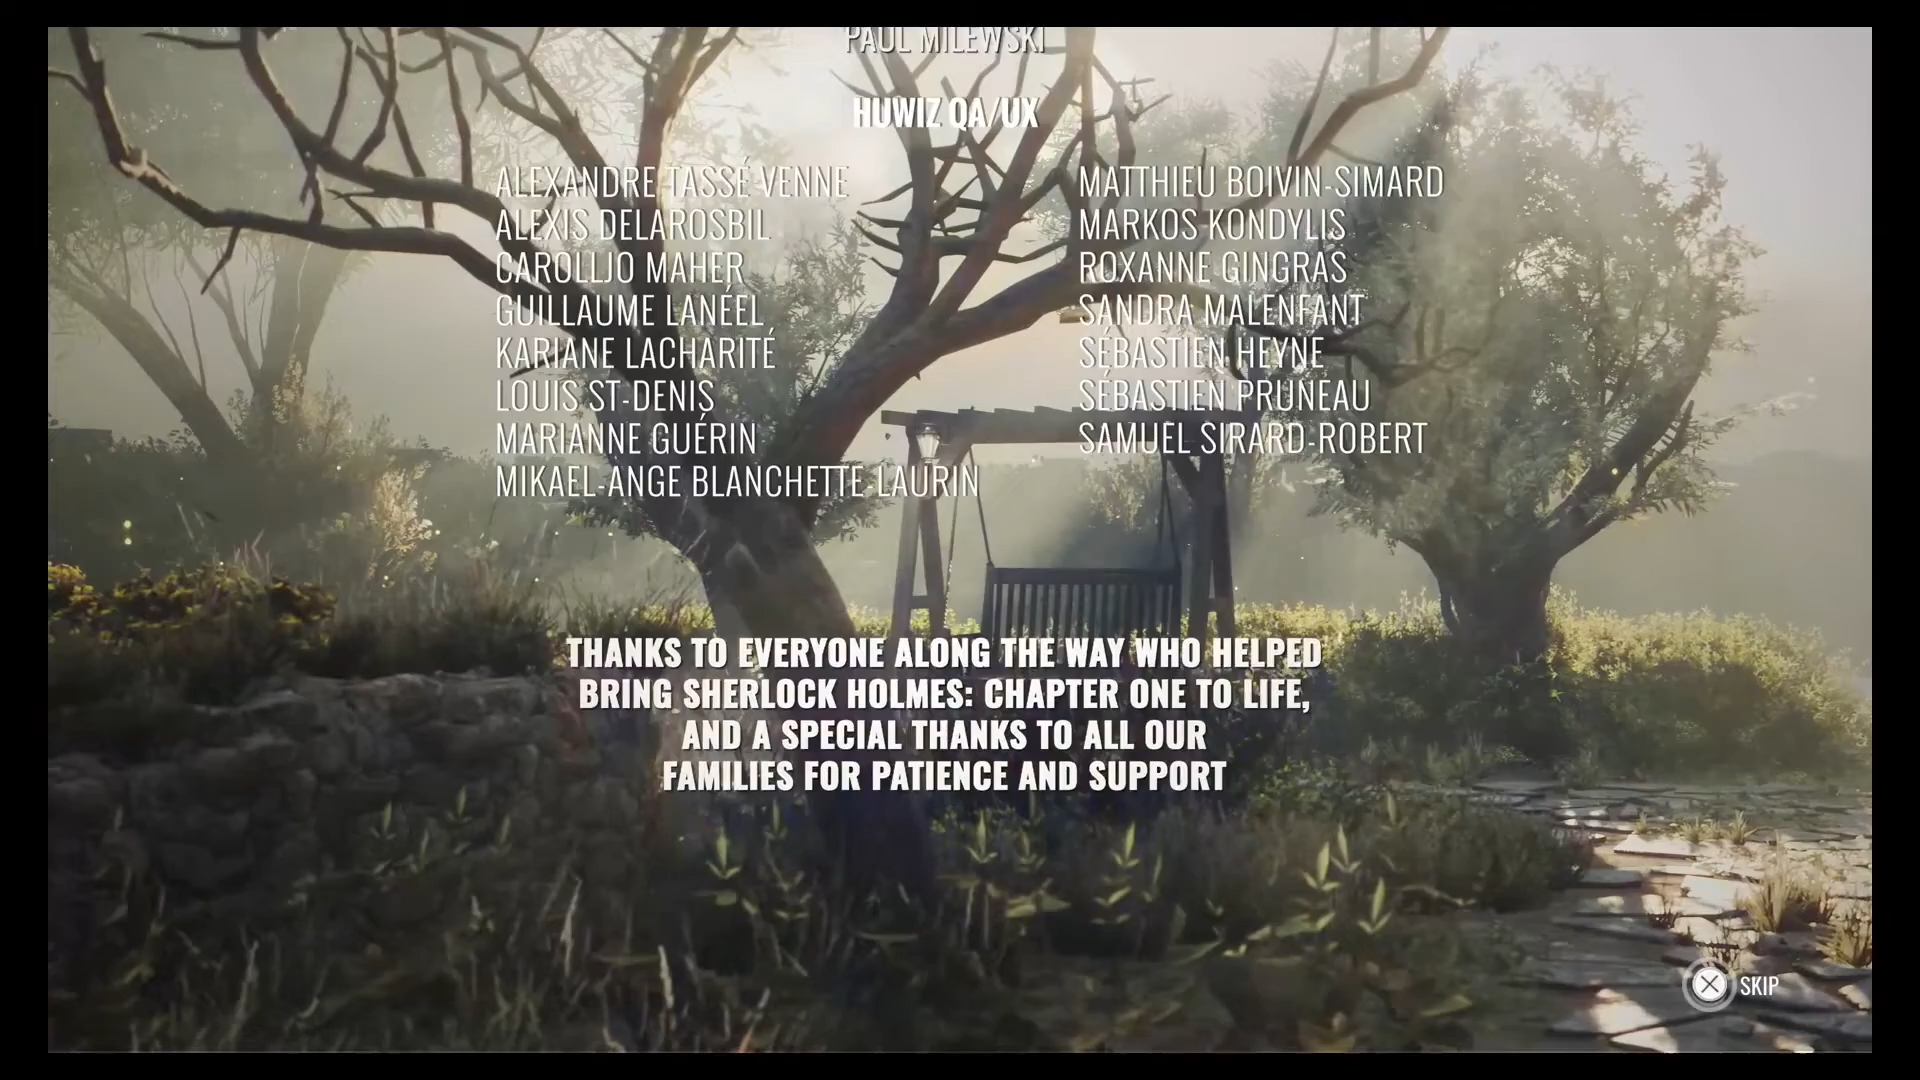 PAUL MILEWSKI
HUWIZ QA/UX
ALEXANDRE TASSÉ-VENNE
ALEXIS DELAROSBIL
CAROLLJO MAHER
GUILLAUME LANÉEL
KARIANE LACHARITÉ
LOUIS ST-DENIS
MARIANNE GUÉRIN
MIKAEL-ANGE BLANCHETTE-LAURIN
MATTHIEU BOIVIN-SIMARD
MARKOS KONDYLIS
ROXANNE GINGRAS
SANDRA MALENFANT
SÉBASTIEN HEYNE
SÉBASTIEN PRUNEAU
SAMUEL SIRARD-ROBERT
THANKS TO EVERYONE ALONG THE WAY WHO HELPED
BRING SHERLOCK HOLMES: CHAPTER ONE TO LIFE,
AND A SPECIAL THANKS TO ALL OUR
FAMILIES FOR PATIENCE AND SUPPORT
SKIP